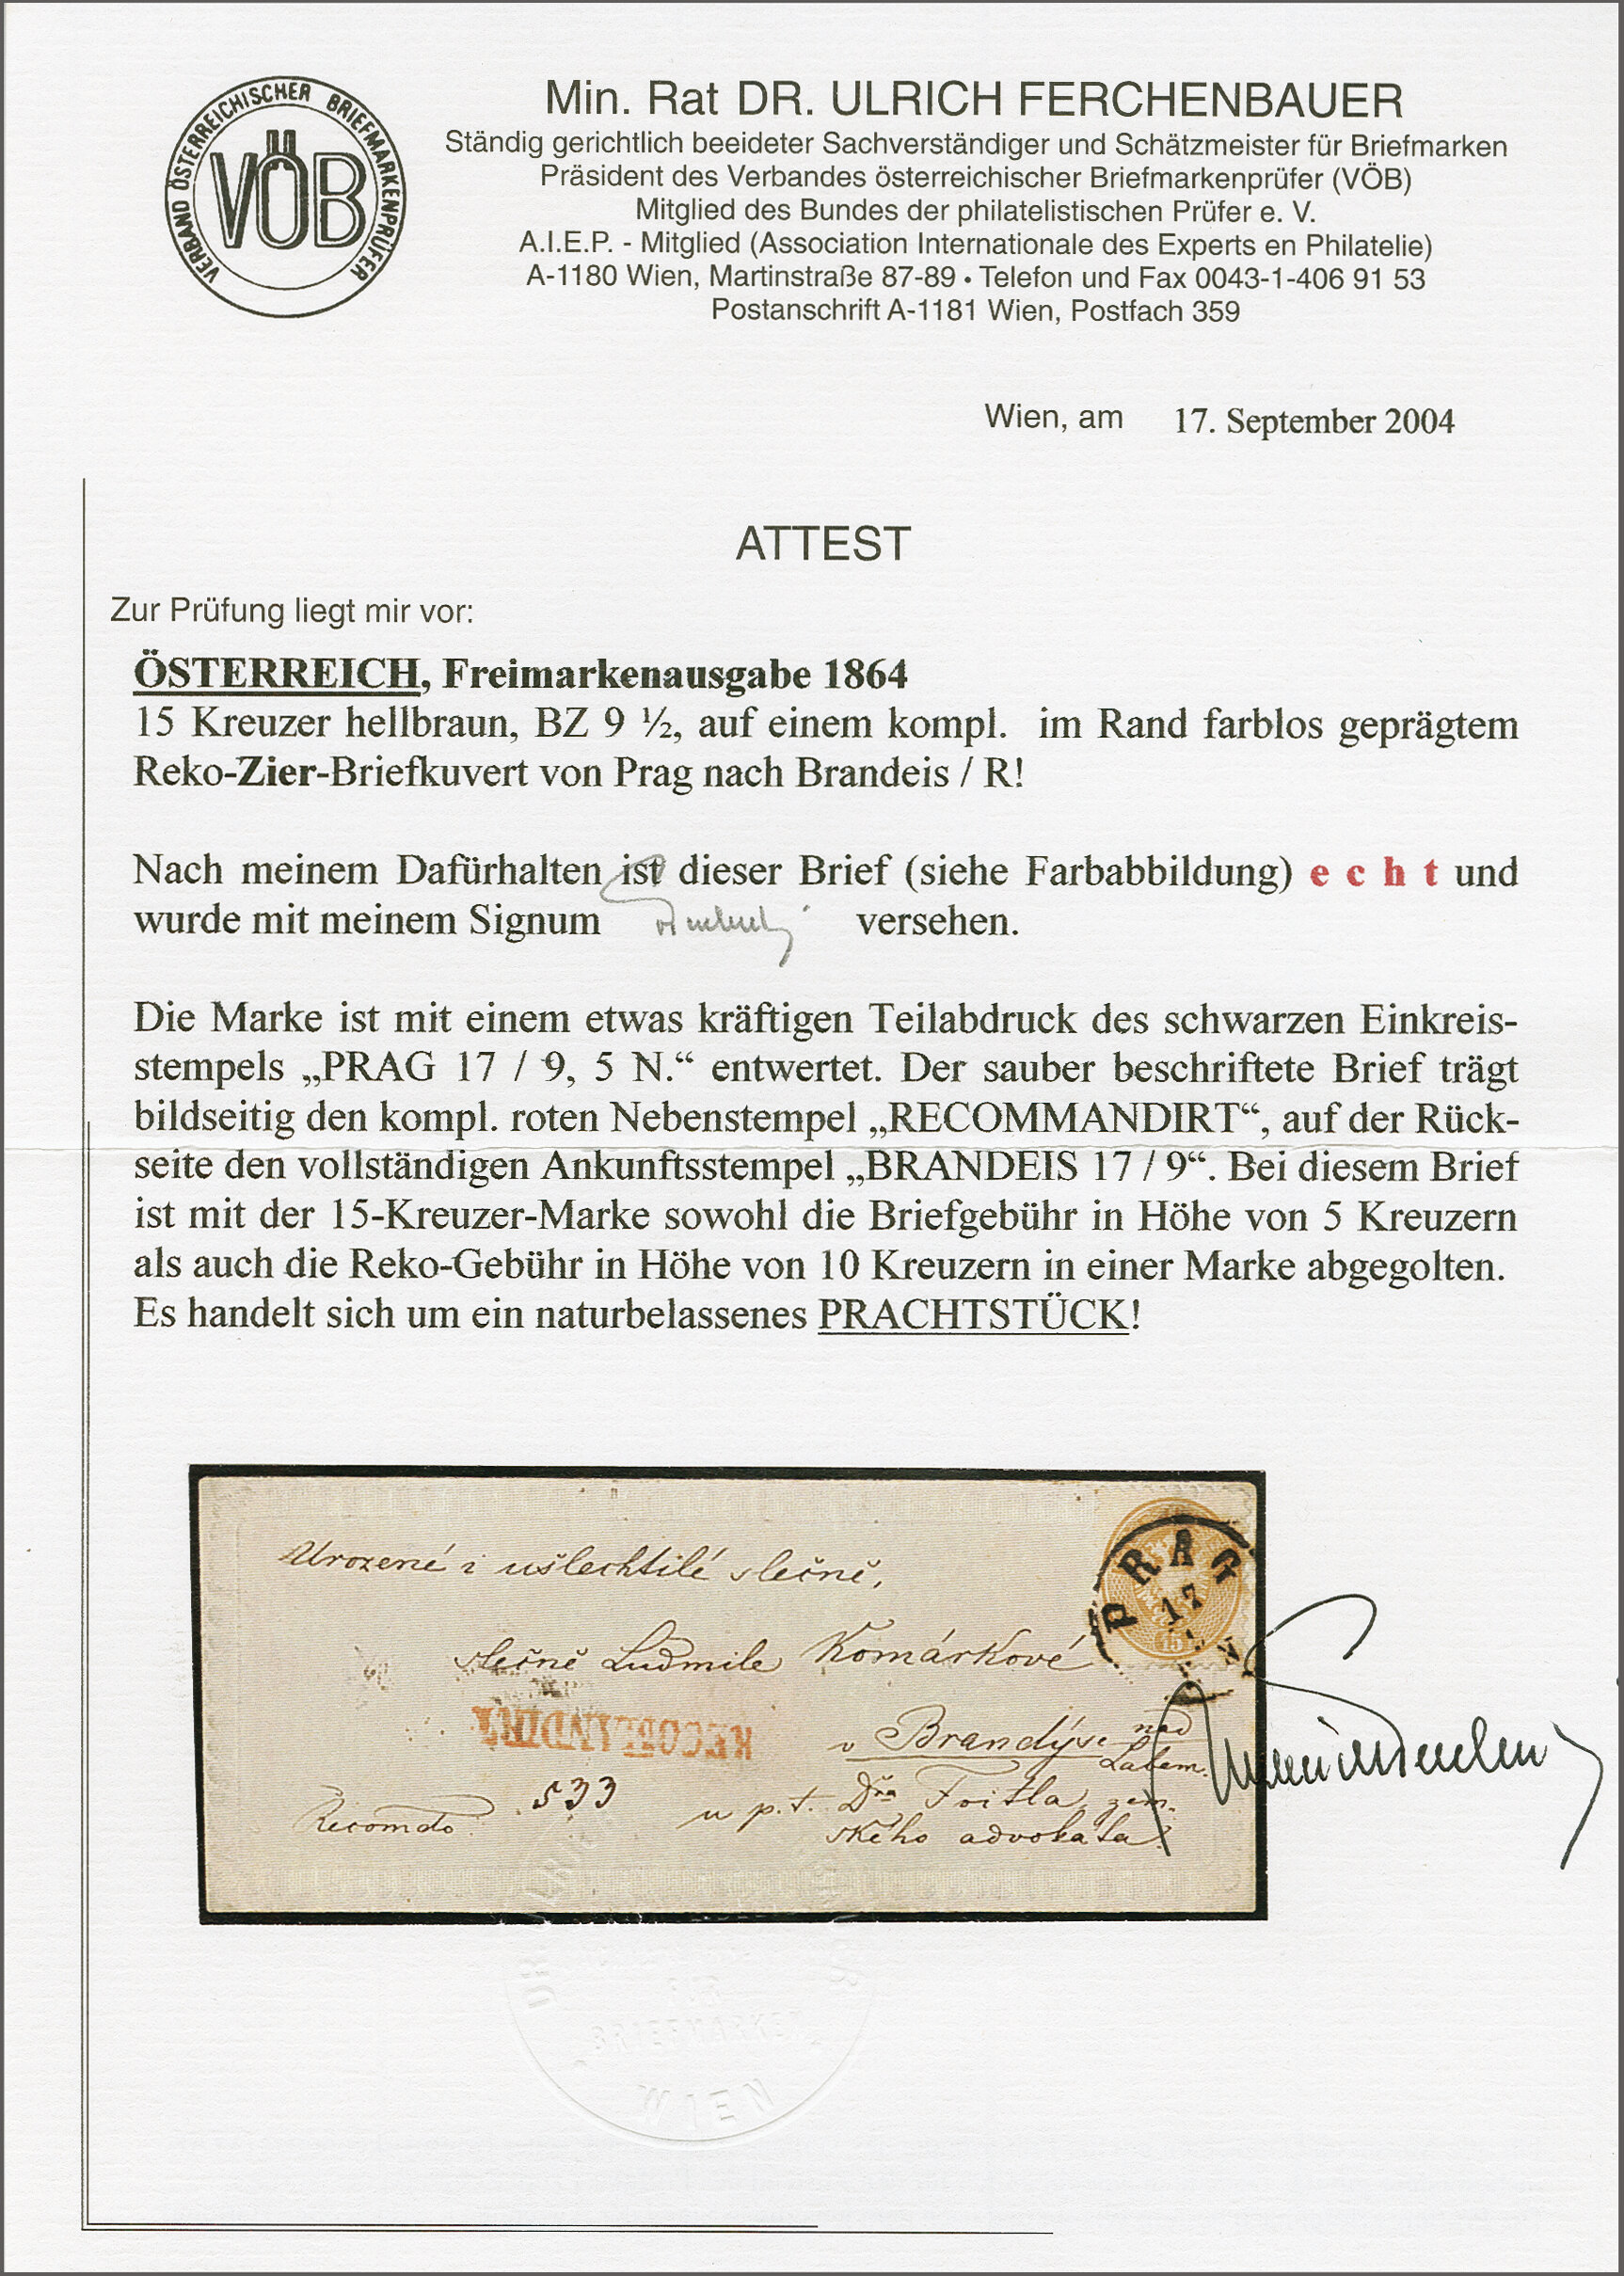 VERBAND ÖSTERREICHISCHER BRIEFMARKENPRÜFER
VÖB
Min. Rat DR. ULRICH FERCHENBAUER
Ständig gerichtlich beeideter Sachverständiger und Schätzmeister für Briefmarken
Präsident des Verbandes österreichischer Briefmarkenprüfer (VÖB)
Mitglied des Bundes der philatelistischen Prüfer e. V.
A.I.E.P. - Mitglied (Association Internationale des Experts en Philatelie)
A-1180 Wien, Martinstraße 87-89 • Telefon und Fax 0043-1-406 91 53
Postanschrift A-1181 Wien, Postfach 359
Wien, am 17. September 2004
ATTEST
Zur Prüfung liegt mir vor:
ÖSTERREICH, Freimarkenausgabe 1864
15 Kreuzer hellbraun, BZ 9 ½, auf einem kompl. im Rand farblos geprägtem
Reko-Zier-Briefkuvert von Prag nach Brandeis / R!
Nach meinem Dafürhalten ist dieser Brief (siehe Farbabbildung) e c h t und
wurde mit meinem Signum versehen.
Die Marke ist mit einem etwas kräftigen Teilabdruck des schwarzen Einkreis-
stempels „PRAG 17 / 9, 5 N.“ entwertet. Der sauber beschriftete Brief trägt
bildseitig den kompl. roten Nebenstempel „RECOMMANDIRT“, auf der Rück-
seite den vollständigen Ankunftsstempel „BRANDEIS 17 / 9“. Bei diesem Brief
ist mit der 15-Kreuzer-Marke sowohl die Briefgebühr in Höhe von 5 Kreuzern
als auch die Reko-Gebühr in Höhe von 10 Kreuzern in einer Marke abgegolten.
Es handelt sich um ein naturbelassenes PRACHTSTÜCK!
PRAG
17
15
Urozené i ušlechtilé slečně,
slečně Ludmile Komárkové
RECOMMANDIRT
v Brandýse nad
Labem.
533
Recomdo
u p. t. Dra Foitla, zem-
ského advokáta
WIEN